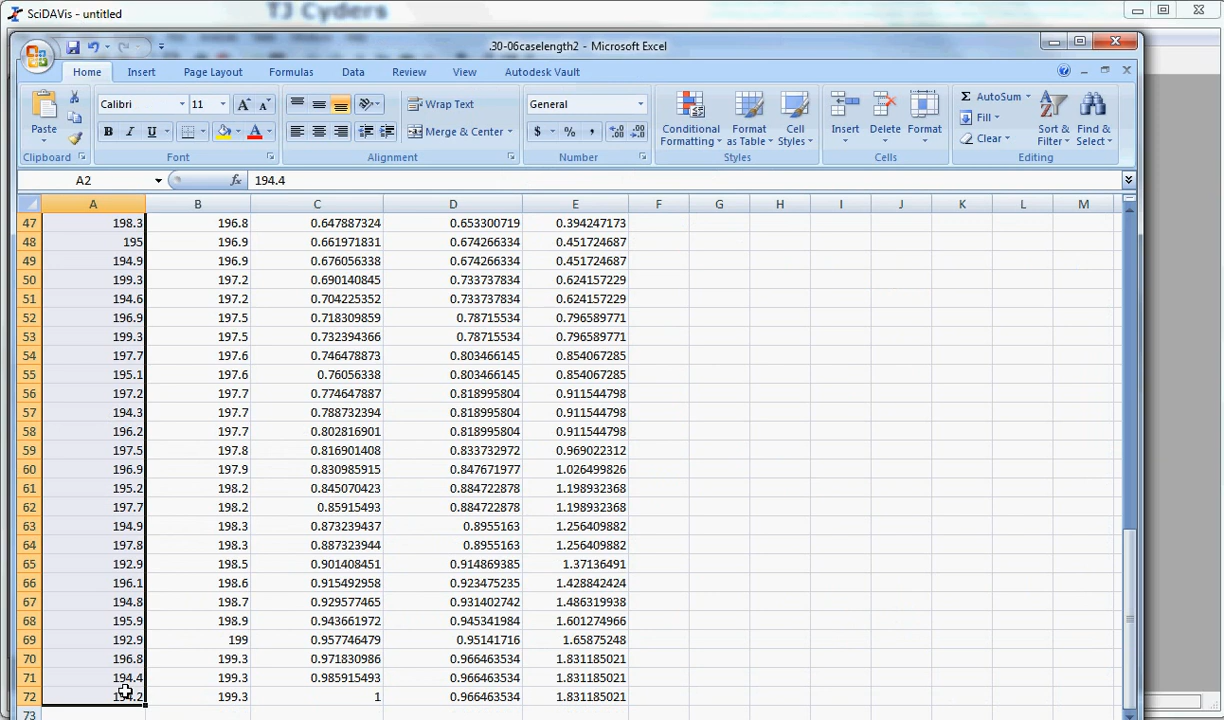 TJ Cyders
SciDAVis - untitled
.30-06caselength2 - Microsoft Excel
Home Insert Page Layout Formulas Data Review View Autodesk Vault
Calibri 11 Wrap Text General AutoSum
Paste Conditional Formatting Format as Table Cell Styles Insert Delete Format Fill Sort & Filter Find & Select
B I U A Merge & Center $ % , Clear
Clipboard Font Alignment Number Styles Cells Editing
A2 fx 194.4
A B C D E F G H I J K L M
47 198.3 196.8 0.647887324 0.653300719 0.394247173
48 195 196.9 0.661971831 0.674266334 0.451724687
49 194.9 196.9 0.676056338 0.674266334 0.451724687
50 199.3 197.2 0.690140845 0.733737834 0.624157229
51 194.6 197.2 0.704225352 0.733737834 0.624157229
52 196.9 197.5 0.718309859 0.78715534 0.796589771
53 199.3 197.5 0.732394366 0.78715534 0.796589771
54 197.7 197.6 0.746478873 0.803466145 0.854067285
55 195.1 197.6 0.76056338 0.803466145 0.854067285
56 197.2 197.7 0.774647887 0.818995804 0.911544798
57 194.3 197.7 0.788732394 0.818995804 0.911544798
58 196.2 197.7 0.802816901 0.818995804 0.911544798
59 197.5 197.8 0.816901408 0.833732972 0.969022312
60 196.9 197.9 0.830985915 0.847671977 1.026499826
61 195.2 198.2 0.845070423 0.884722878 1.198932368
62 197.7 198.2 0.85915493 0.884722878 1.198932368
63 194.9 198.3 0.873239437 0.8955163 1.256409882
64 197.8 198.3 0.887323944 0.8955163 1.256409882
65 192.9 198.5 0.901408451 0.914869385 1.37136491
66 196.1 198.6 0.915492958 0.923475235 1.428842424
67 194.8 198.7 0.929577465 0.931402742 1.486319938
68 195.9 198.9 0.943661972 0.945341984 1.601274966
69 192.9 199 0.957746479 0.95141716 1.65875248
70 196.8 199.3 0.971830986 0.966463534 1.831185021
71 194.4 199.3 0.985915493 0.966463534 1.831185021
72 199.3 1 0.966463534 1.831185021
73